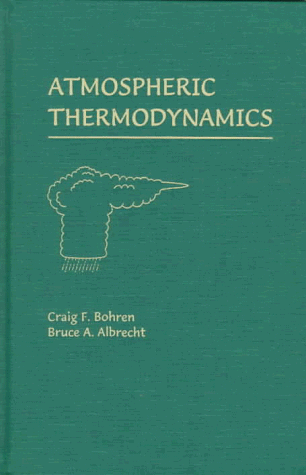 ATMOSPHERIC
THERMODYNAMICS
Craig F. Bohren
Bruce A. Albrecht